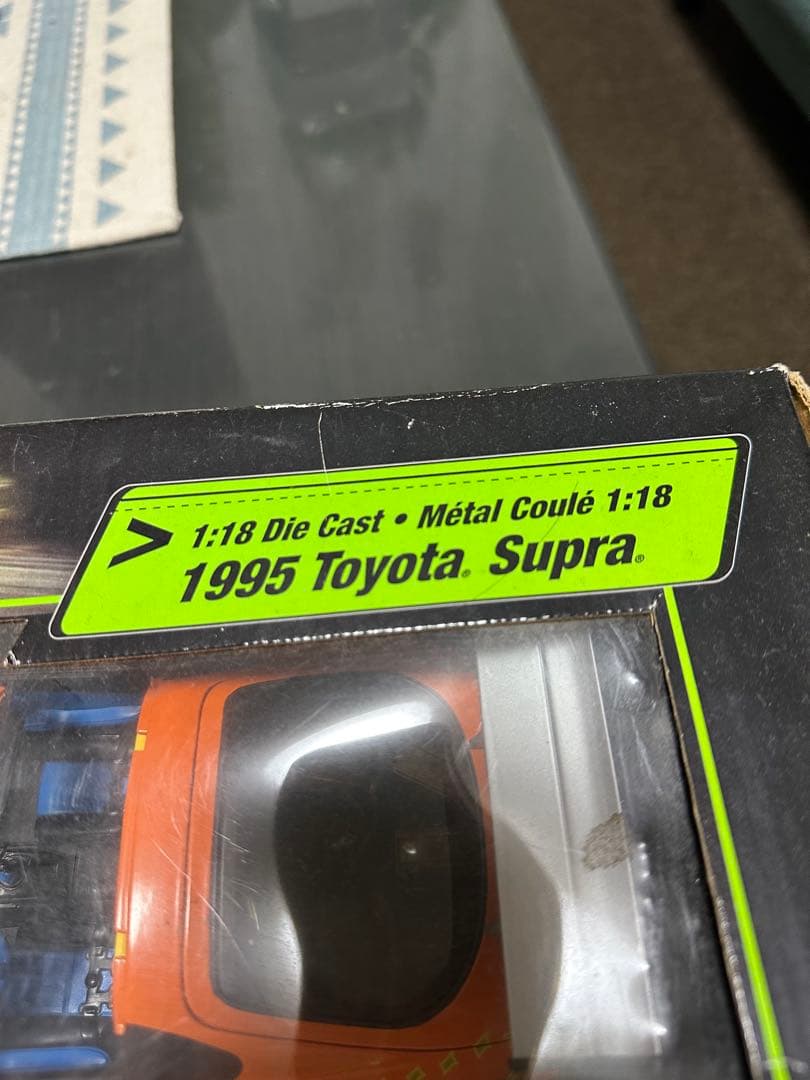 > 1:18 Die Cast • Métal Coulé 1:18
1995 Toyota® Supra®